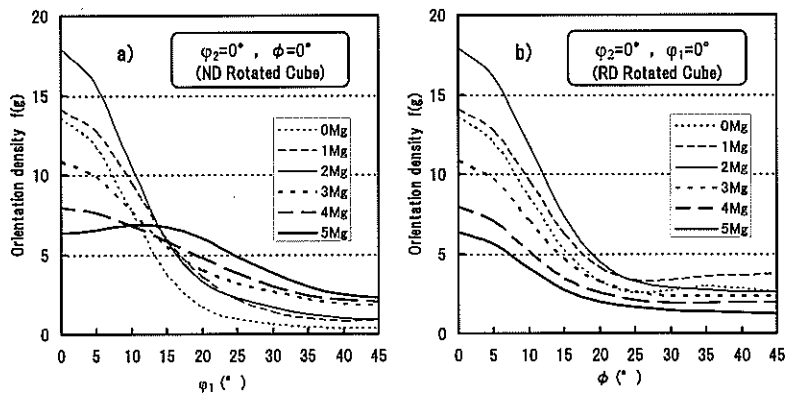 a)
φ₂=0° , ϕ=0°
(ND Rotated Cube)
Orientation density f(g)
20
15
10
5
0
0Mg
1Mg
2Mg
3Mg
4Mg
5Mg
0 5 10 15 20 25 30 35 40 45
φ₁(°)
b)
φ₂=0° , φ₁=0°
(RD Rotated Cube)
Orientation density f(g)
20
15
10
5
0
0Mg
1Mg
2Mg
3Mg
4Mg
5Mg
0 5 10 15 20 25 30 35 40 45
ϕ (°)